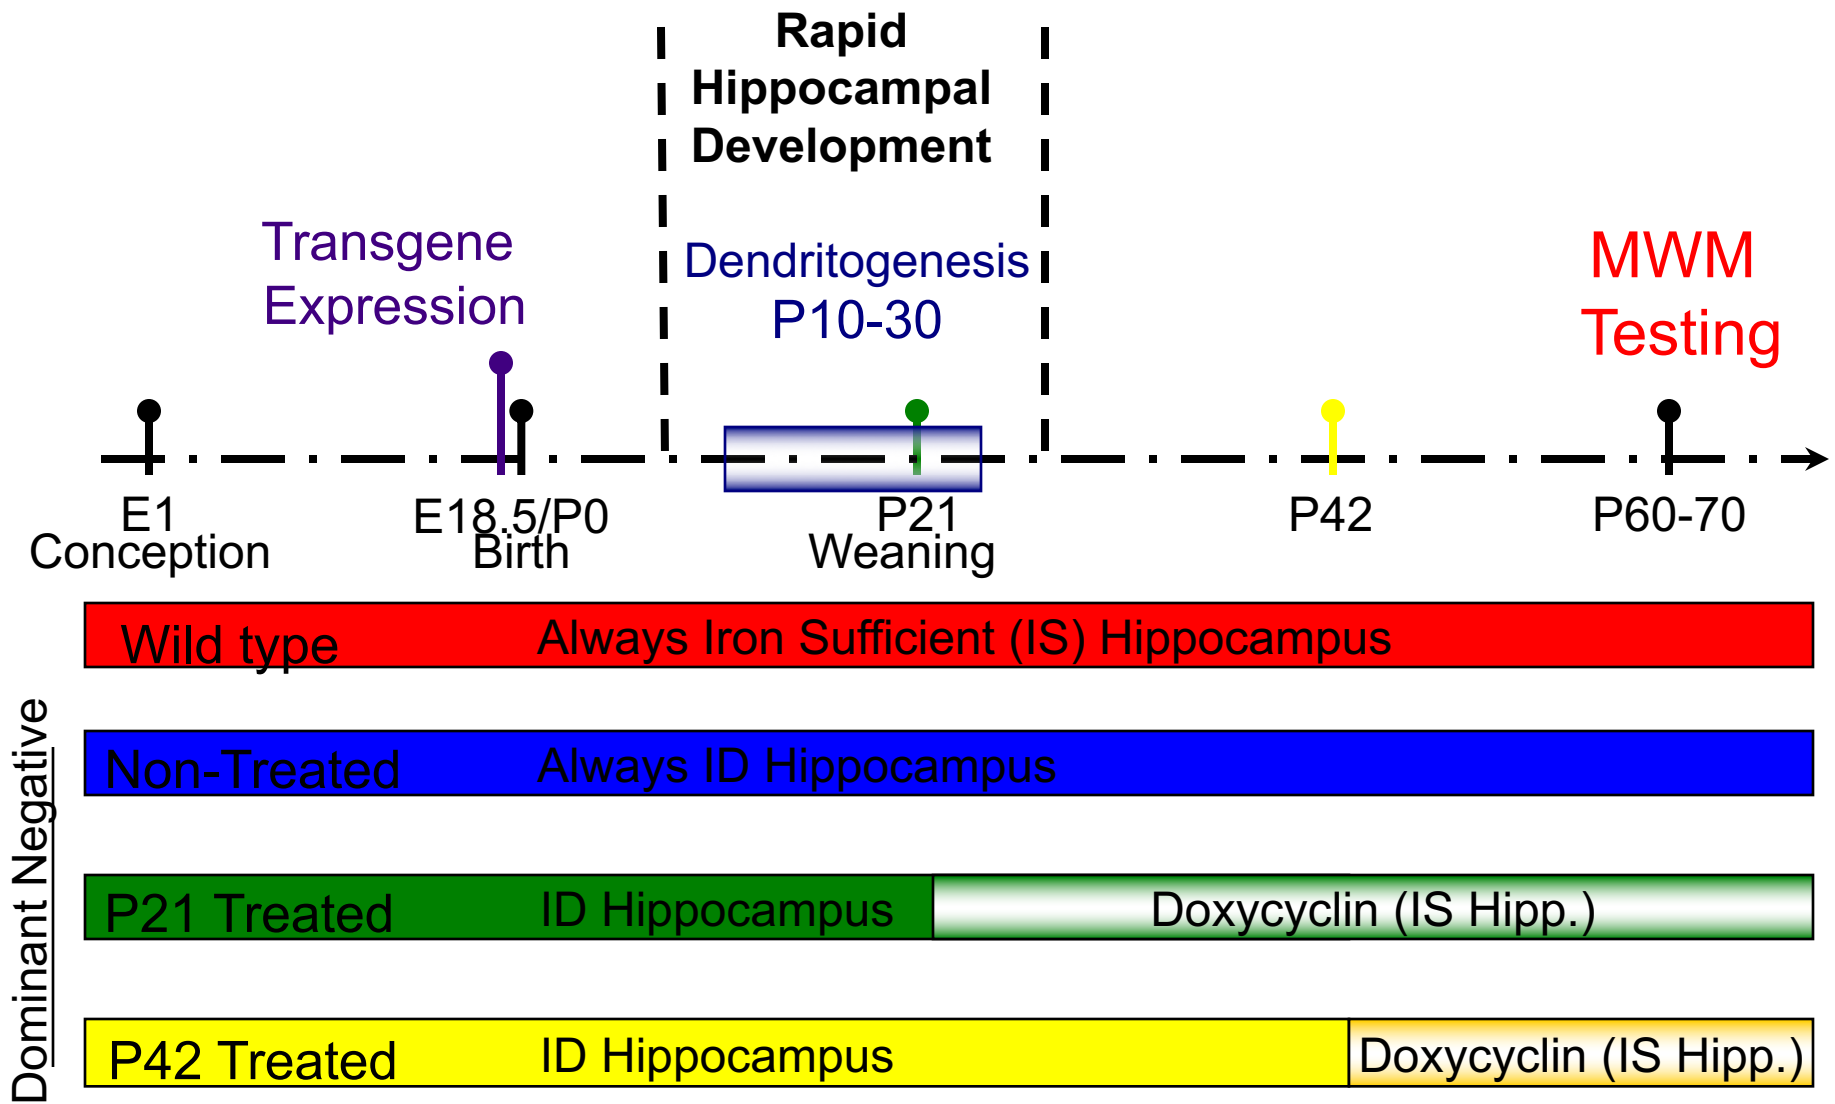 Rapid
Hippocampal
Development
Transgene
Expression
Dendritogenesis
P10-30
MWM
Testing
E1
Conception
E18.5/P0
Birth
P21
Weaning
P42
P60-70
Dominant Negative
Wild type
Always Iron Sufficient (IS) Hippocampus
Non-Treated
Always ID Hippocampus
P21 Treated
ID Hippocampus
Doxycyclin (IS Hipp.)
P42 Treated
ID Hippocampus
Doxycyclin (IS Hipp.)